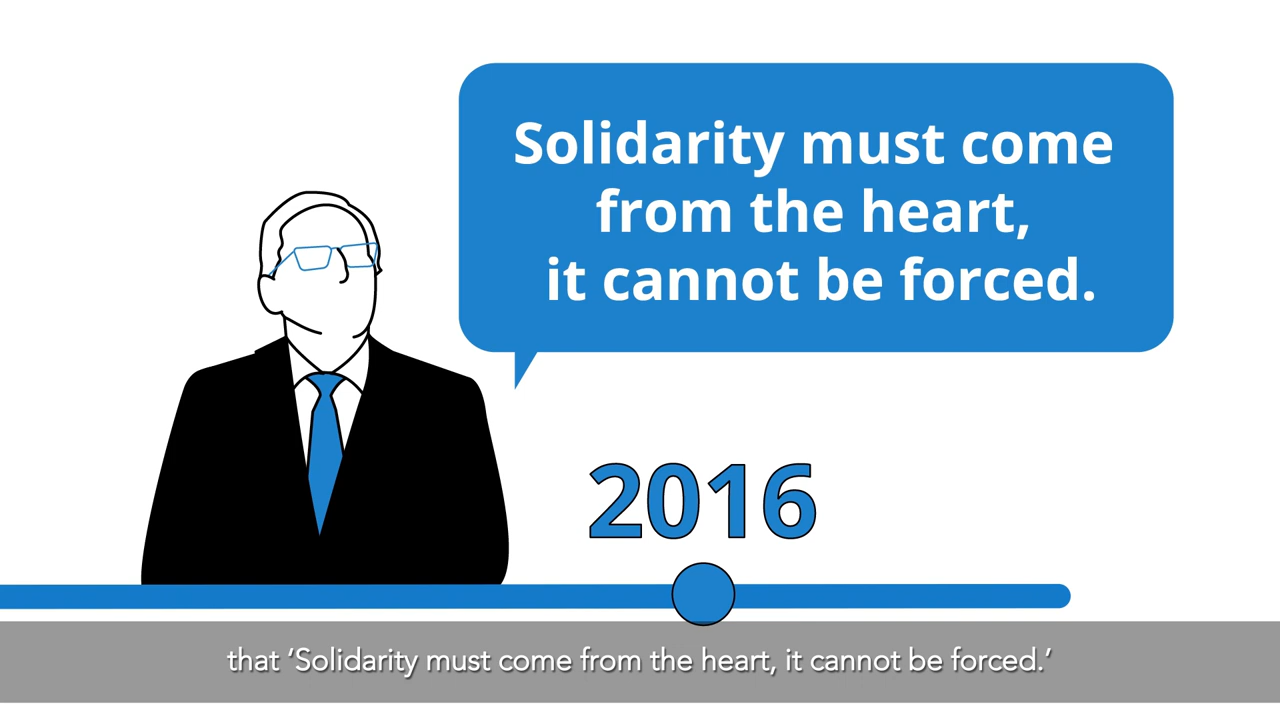 Solidarity must come
from the heart,
it cannot be forced.
2016
that ‘Solidarity must come from the heart, it cannot be forced.’